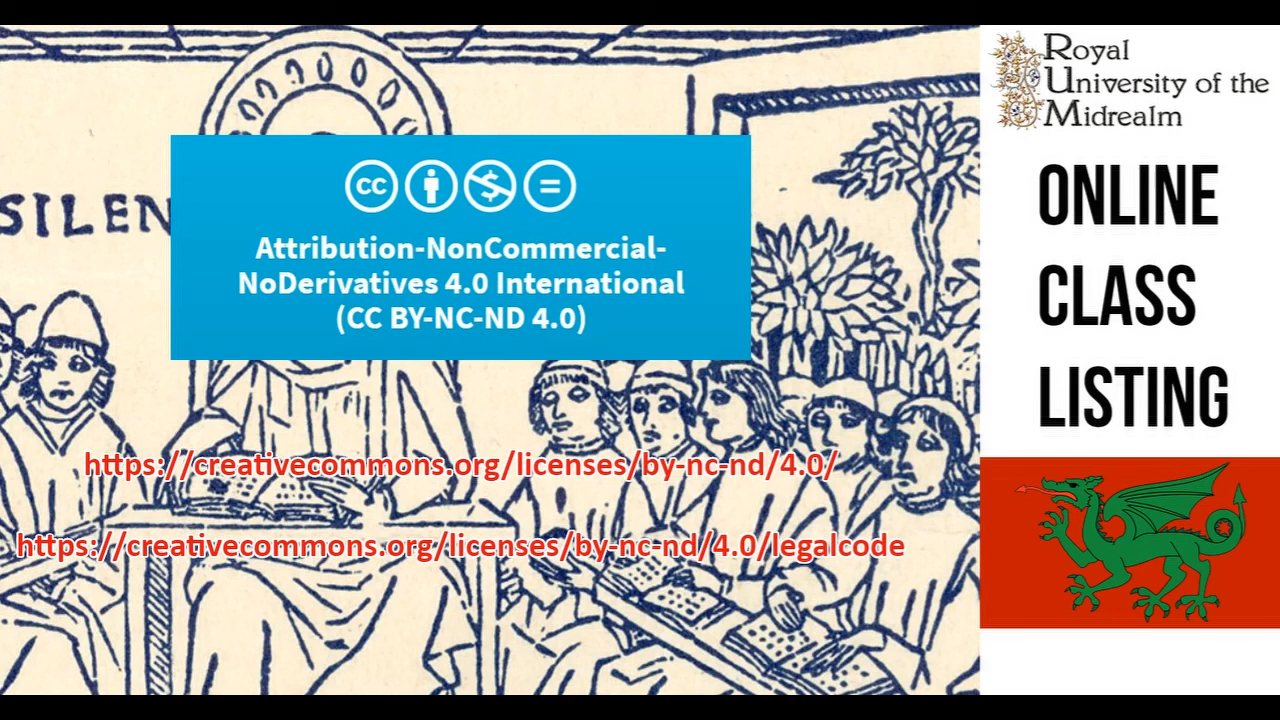 Royal
University of the
Midrealm
ONLINE
CLASS
LISTING
SILEN
cc
Attribution-NonCommercial-
NoDerivatives 4.0 International
(CC BY-NC-ND 4.0)
https://creativecommons.org/licenses/by-nc-nd/4.0/
https://creativecommons.org/licenses/by-nc-nd/4.0/legalcode